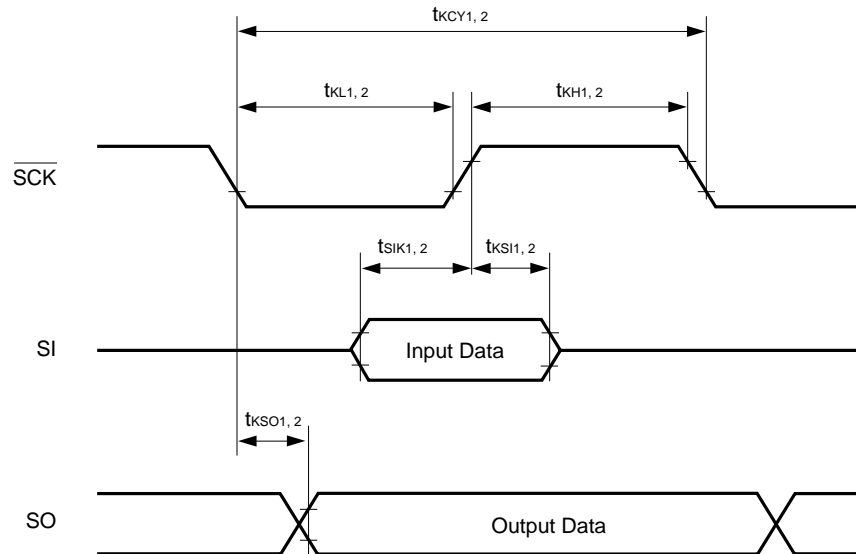 tKCY1, 2
tKL1, 2
tKH1, 2
SCK
tSIK1, 2
tKSI1, 2
SI
Input Data
tKSO1, 2
SO
Output Data